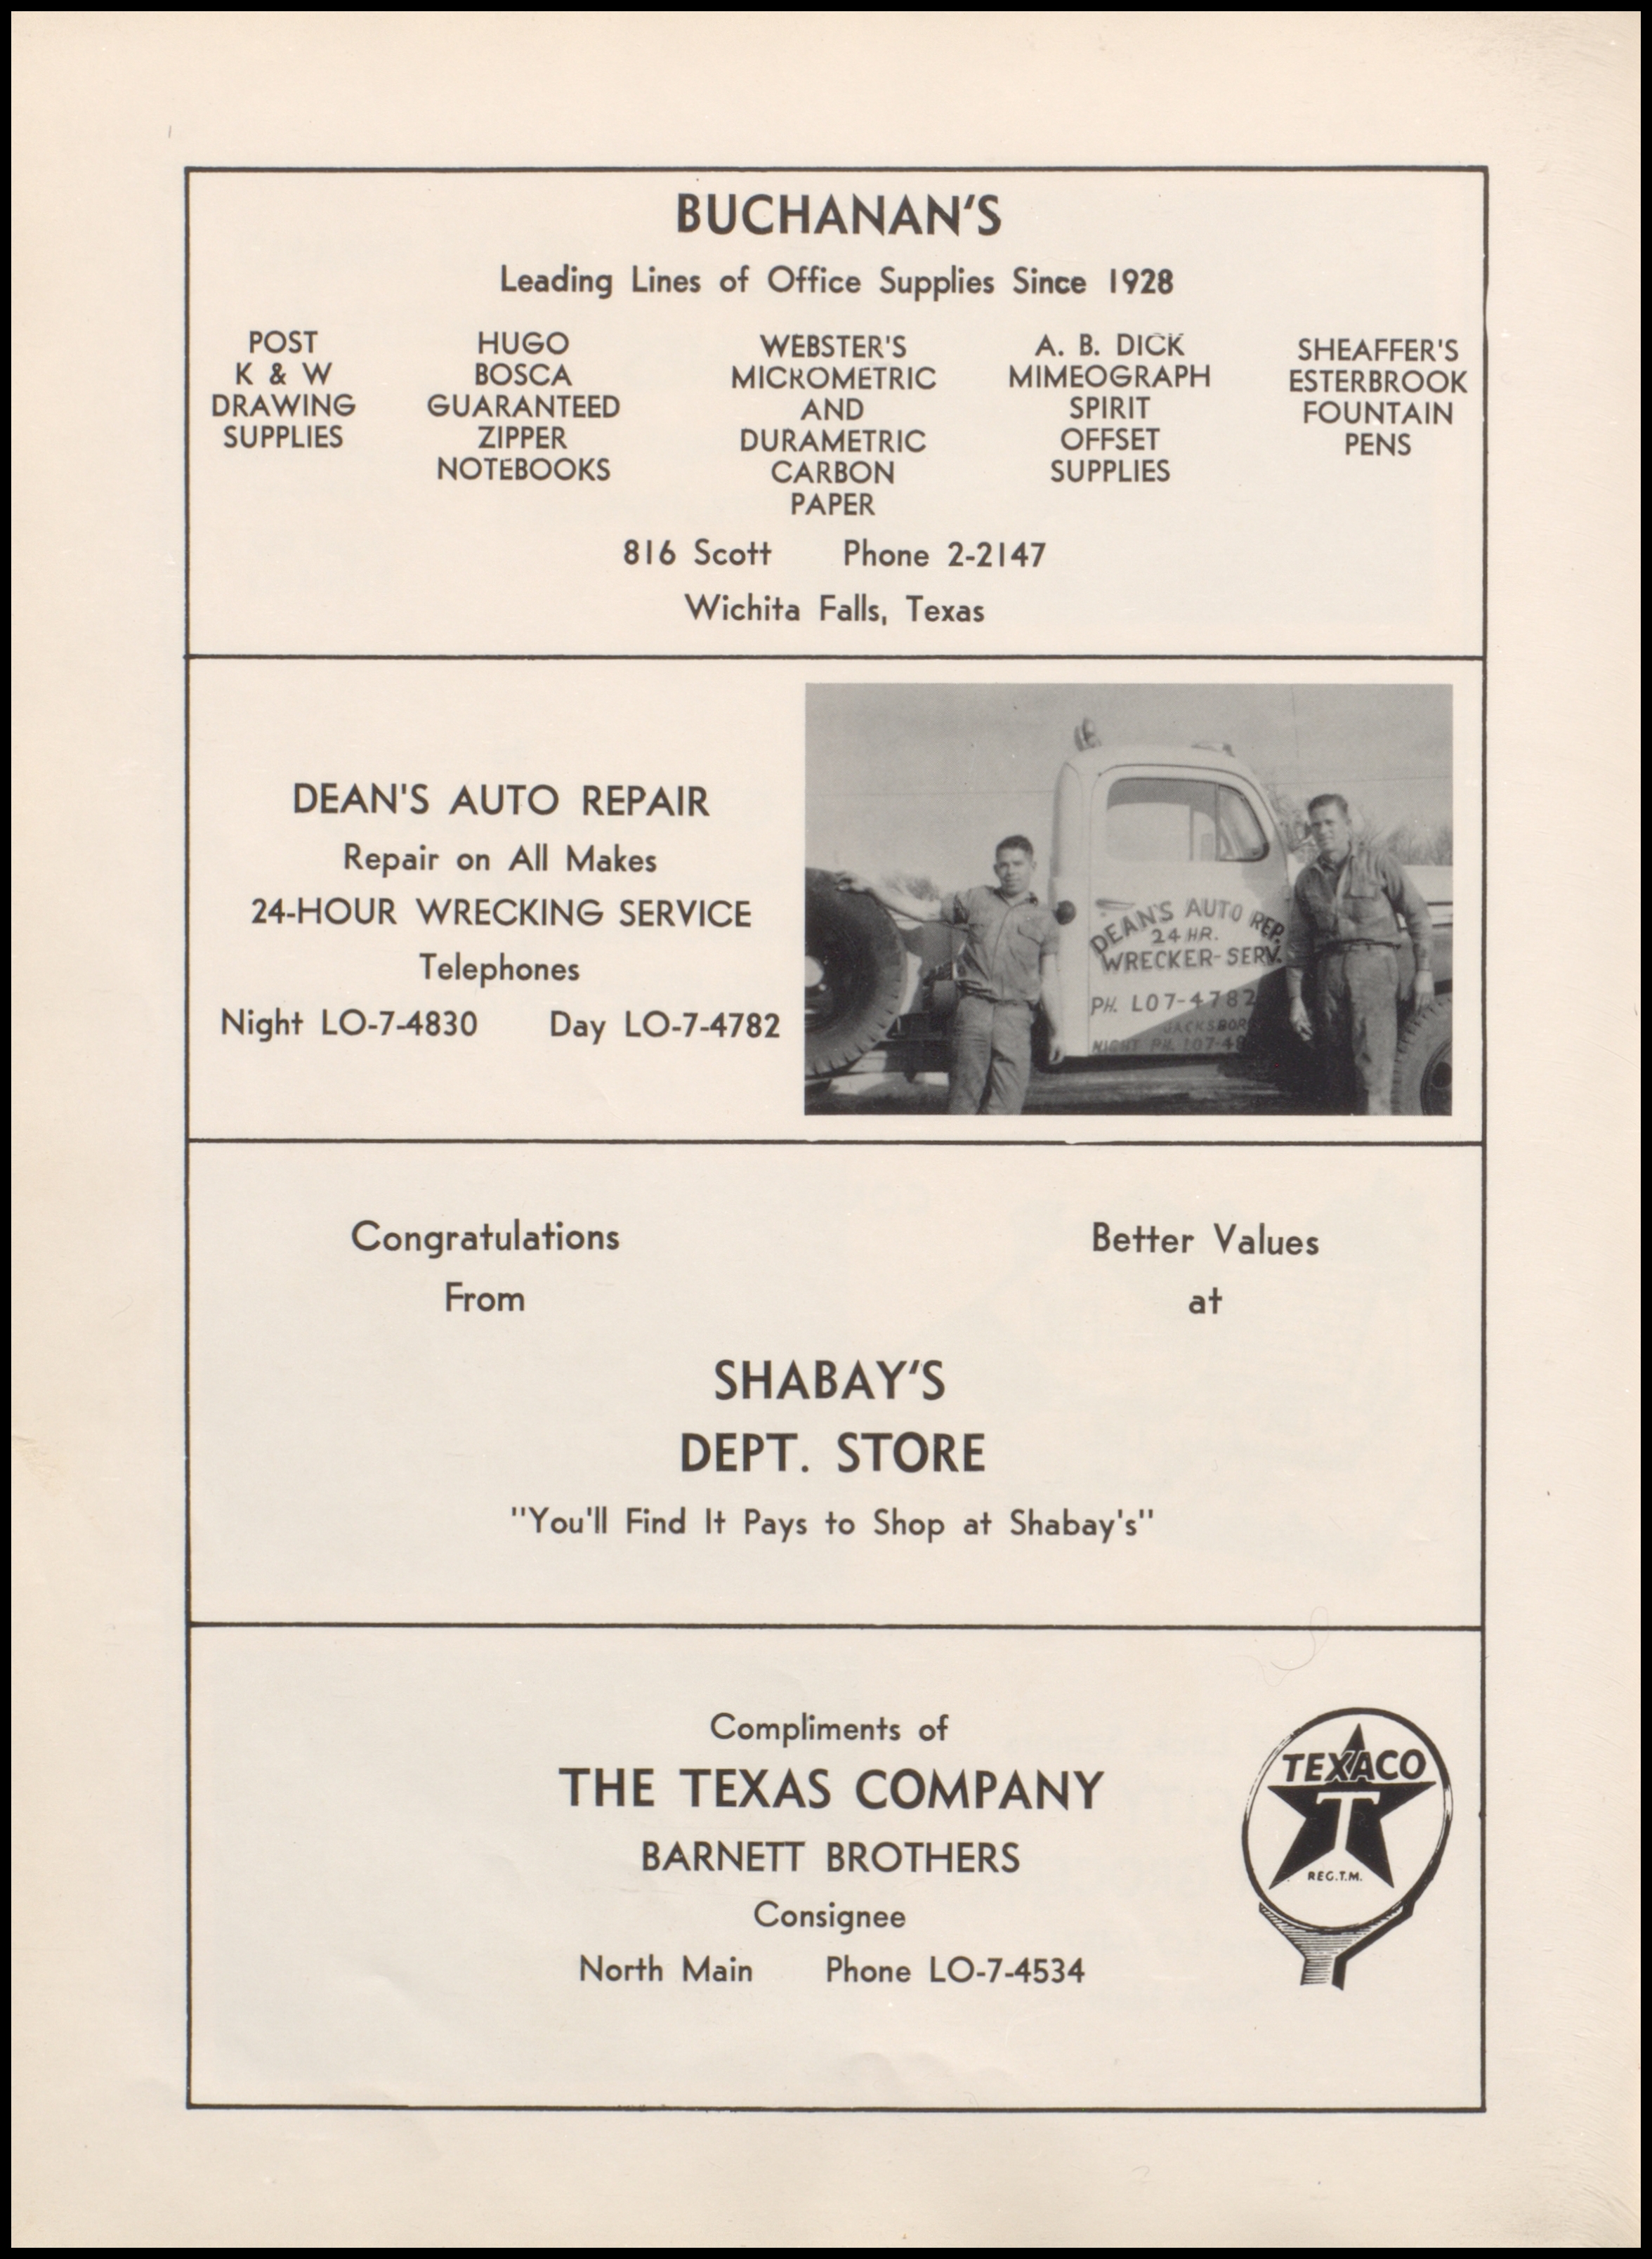 BUCHANAN'S
Leading Lines of Office Supplies Since 1928
POST
K & W
DRAWING
SUPPLIES
HUGO
BOSCA
GUARANTEED
ZIPPER
NOTEBOOKS
WEBSTER'S
MICROMETRIC
AND
DURAMETRIC
CARBON
PAPER
A. B. DICK
MIMEOGRAPH
SPIRIT
OFFSET
SUPPLIES
SHEAFFER'S
ESTERBROOK
FOUNTAIN
PENS
816 Scott Phone 2-2147
Wichita Falls, Texas
DEAN'S AUTO REPAIR
Repair on All Makes
24-HOUR WRECKING SERVICE
Telephones
Night LO-7-4830 Day LO-7-4782
DEAN'S AUTO REP.
24 HR.
WRECKER-SERV.
PH. LO7-4782
JACKSBOR
NIGHT PH. LO7-48
Congratulations
From
Better Values
at
SHABAY'S
DEPT. STORE
"You'll Find It Pays to Shop at Shabay's"
Compliments of
THE TEXAS COMPANY
BARNETT BROTHERS
Consignee
North Main Phone LO-7-4534
TEXACO
T
REG.T.M.